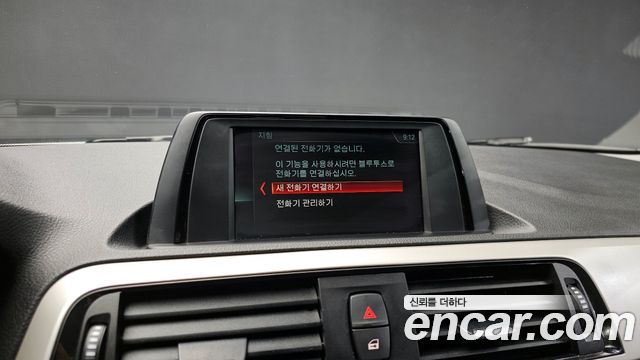 지침
9:12
연결된 전화기가 없습니다.
이 기능을 사용하시려면 블루투스로
전화기를 연결하십시오.
새 전화기 연결하기
전화기 관리하기
신뢰를 더하다
encar.com